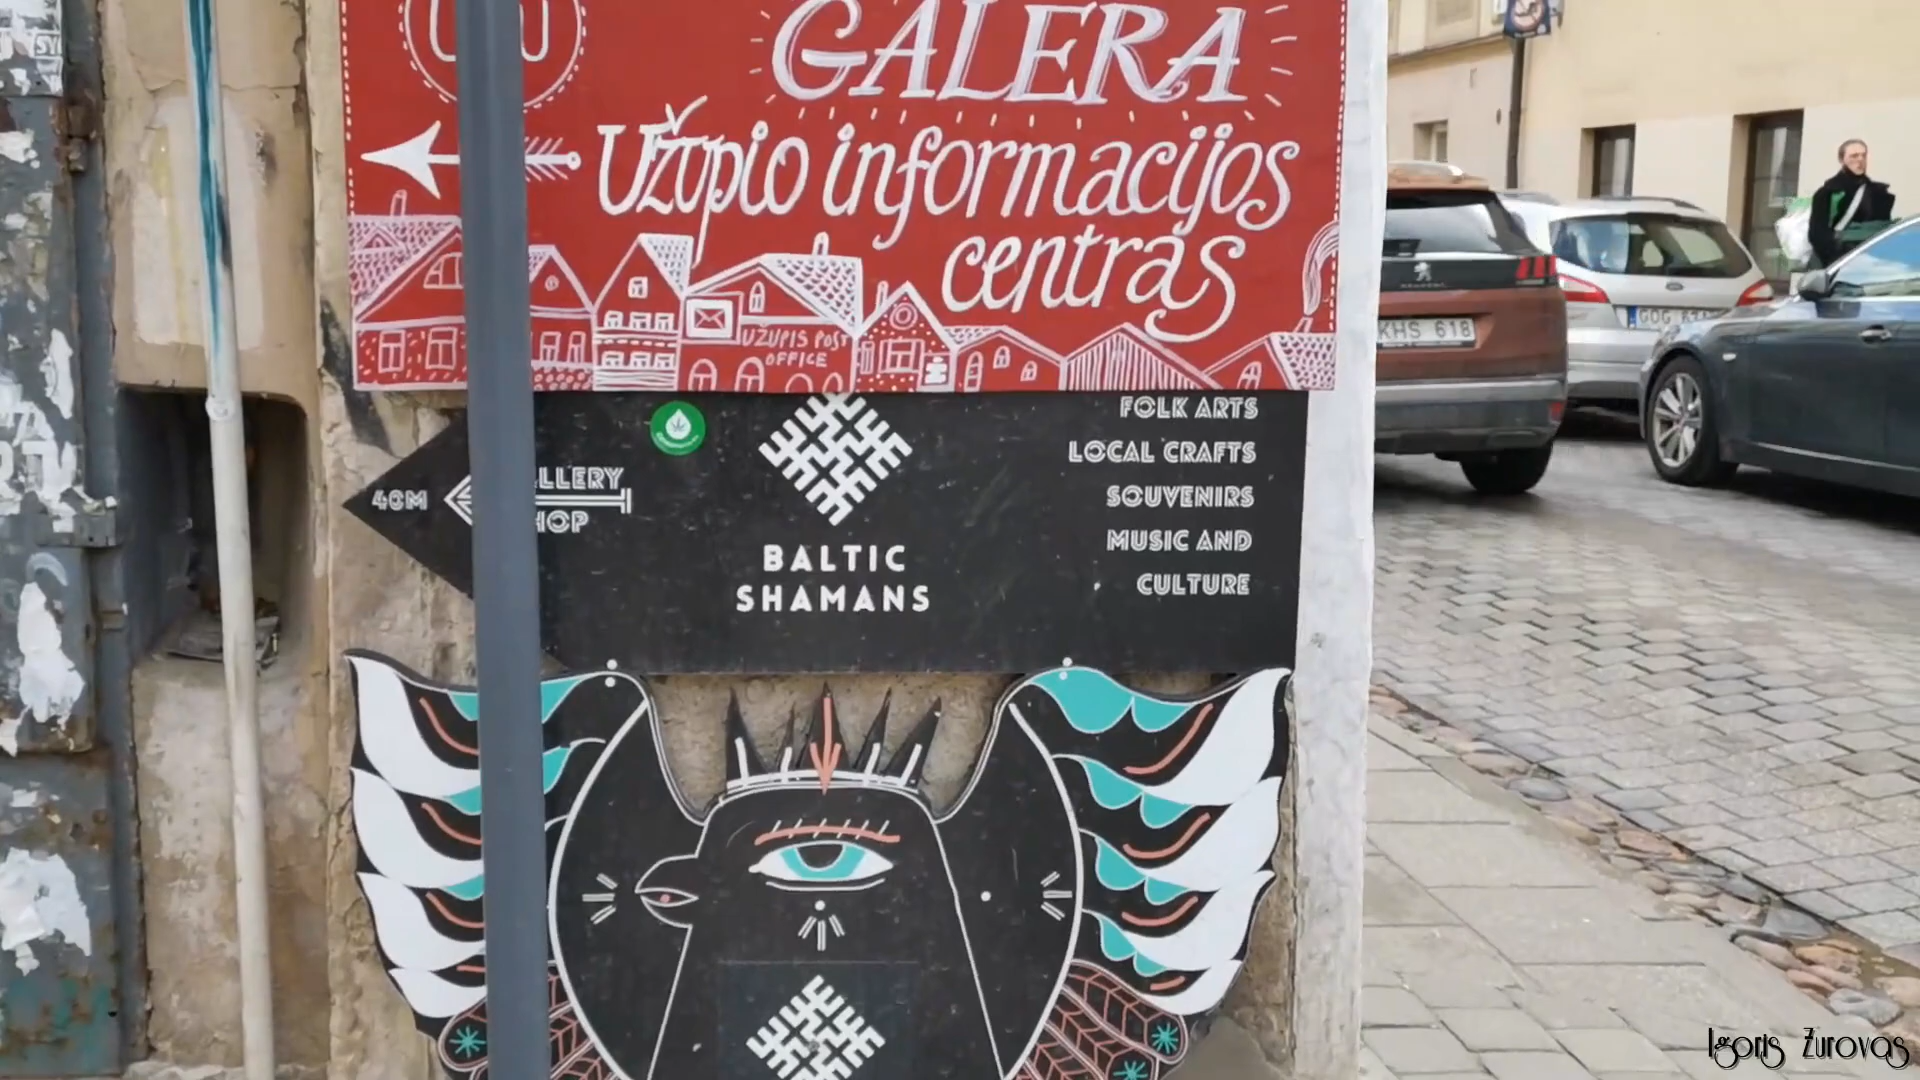 GALERA
Užupio informacijos
centras
UŽUPIS POST
OFFICE
40M
HOP
BALTIC
SHAMANS
FOLK ARTS
LOCAL CRAFTS
SOUVENIRS
MUSIC AND
CULTURE
KHS 618
Igoris Zurovas